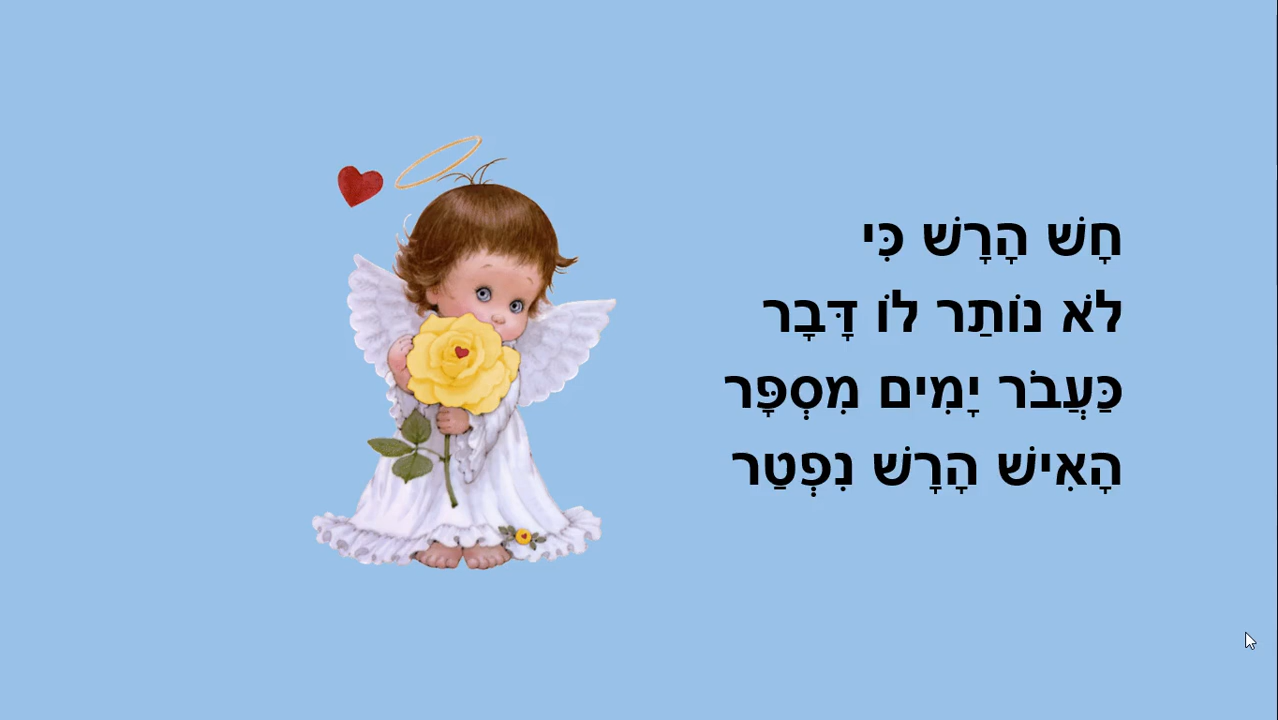 חָשׁ הָרָשׁ כִּי
לֹא נוֹתַר לוֹ דָּבָר
כַּעֲבֹר יָמִים מִסְפָּר
הָאִישׁ הָרָשׁ נִפְטַר